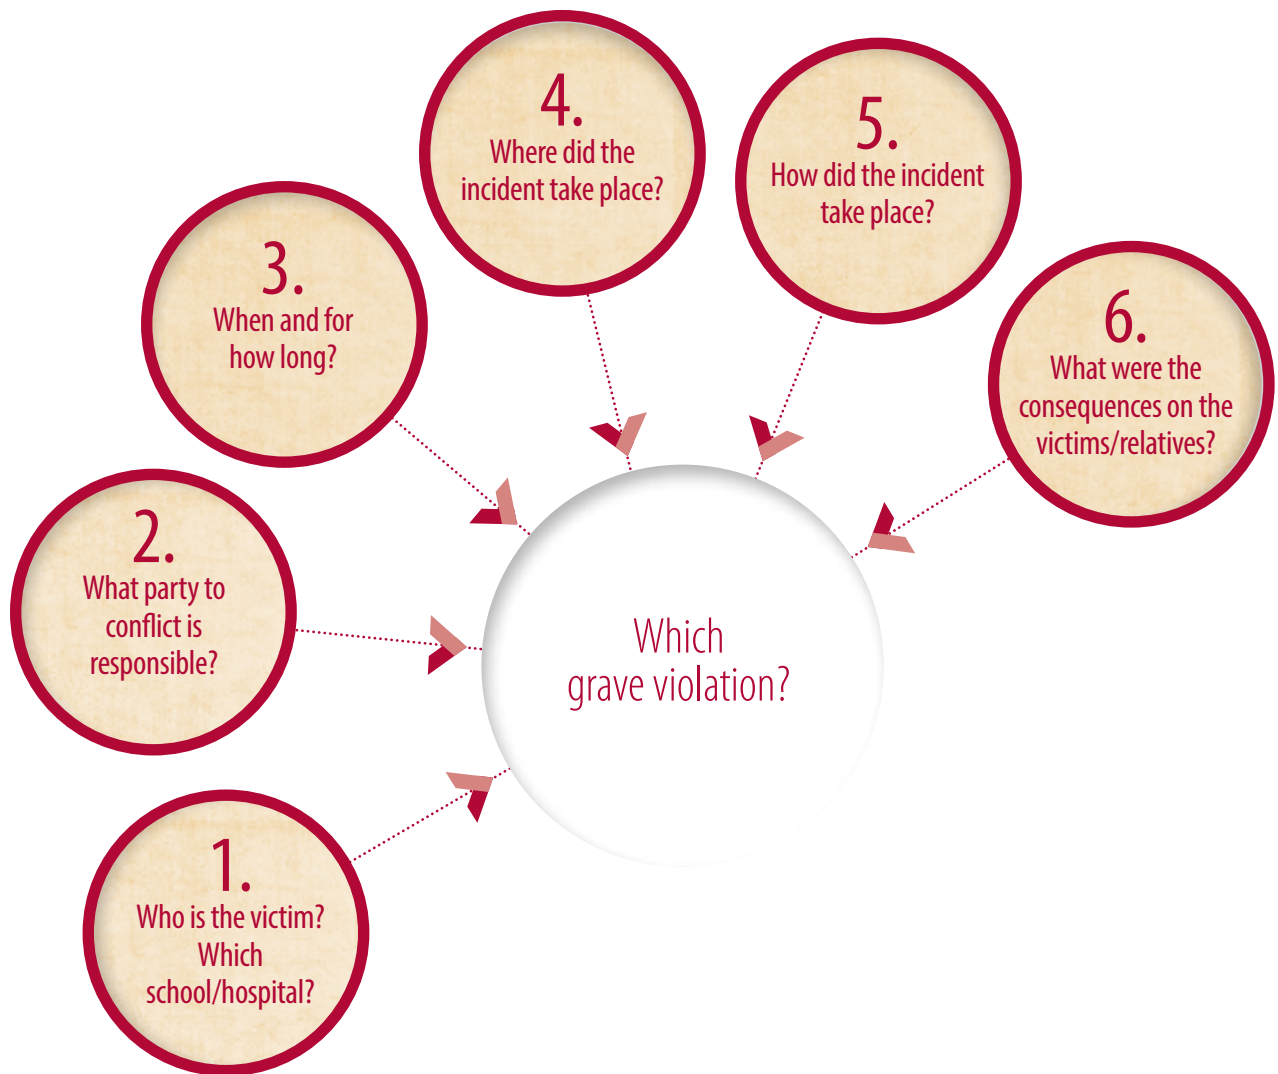 1.
Who is the victim?
Which
school/hospital?
2.
What party to
conflict is
responsible?
3.
When and for
how long?
4.
Where did the
incident take place?
5.
How did the incident
take place?
6.
What were the
consequences on the
victims/relatives?
Which
grave violation?